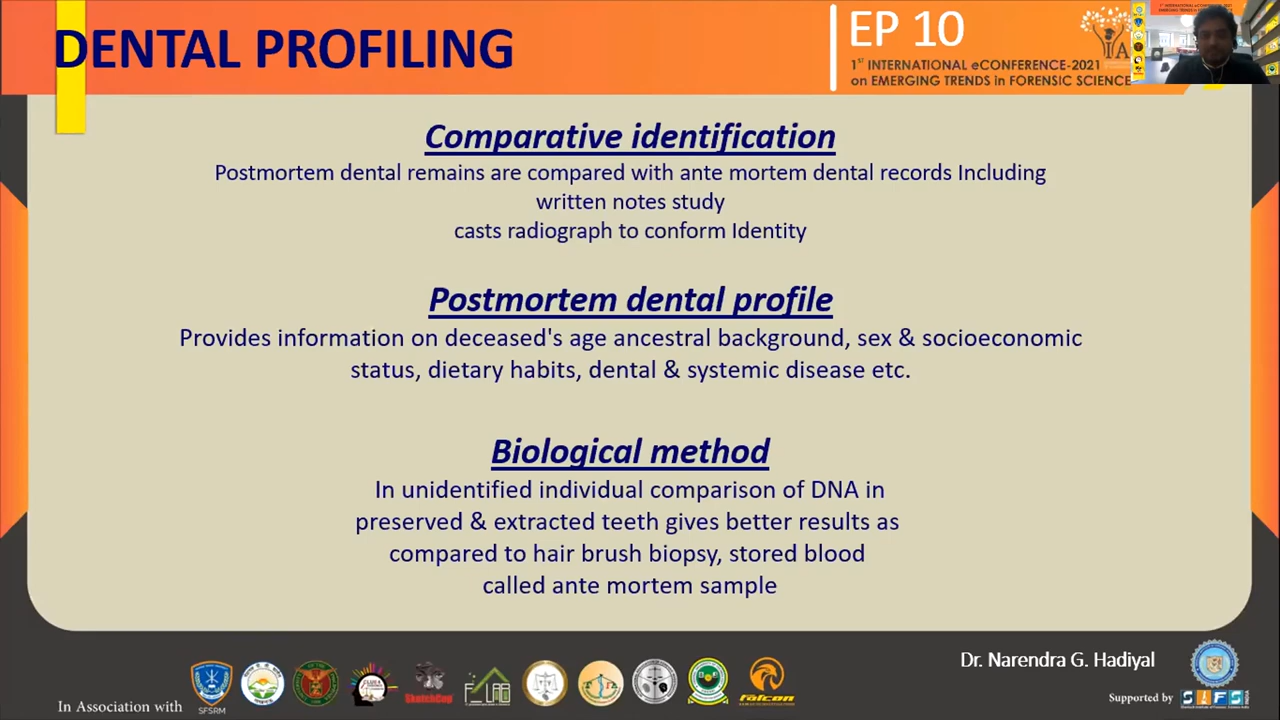 DENTAL PROFILING
EP 10
1ST INTERNATIONAL eCONFERENCE-2021
on EMERGING TRENDS in FORENSIC SCIENCE
Comparative identification
Postmortem dental remains are compared with ante mortem dental records Including
written notes study
casts radiograph to conform Identity
Postmortem dental profile
Provides information on deceased's age ancestral background, sex & socioeconomic
status, dietary habits, dental & systemic disease etc.
Biological method
In unidentified individual comparison of DNA in
preserved & extracted teeth gives better results as
compared to hair brush biopsy, stored blood
called ante mortem sample
Dr. Narendra G. Hadiyal
In Association with
SFSRM
SketchCop
falcon
Supported by
SIFS